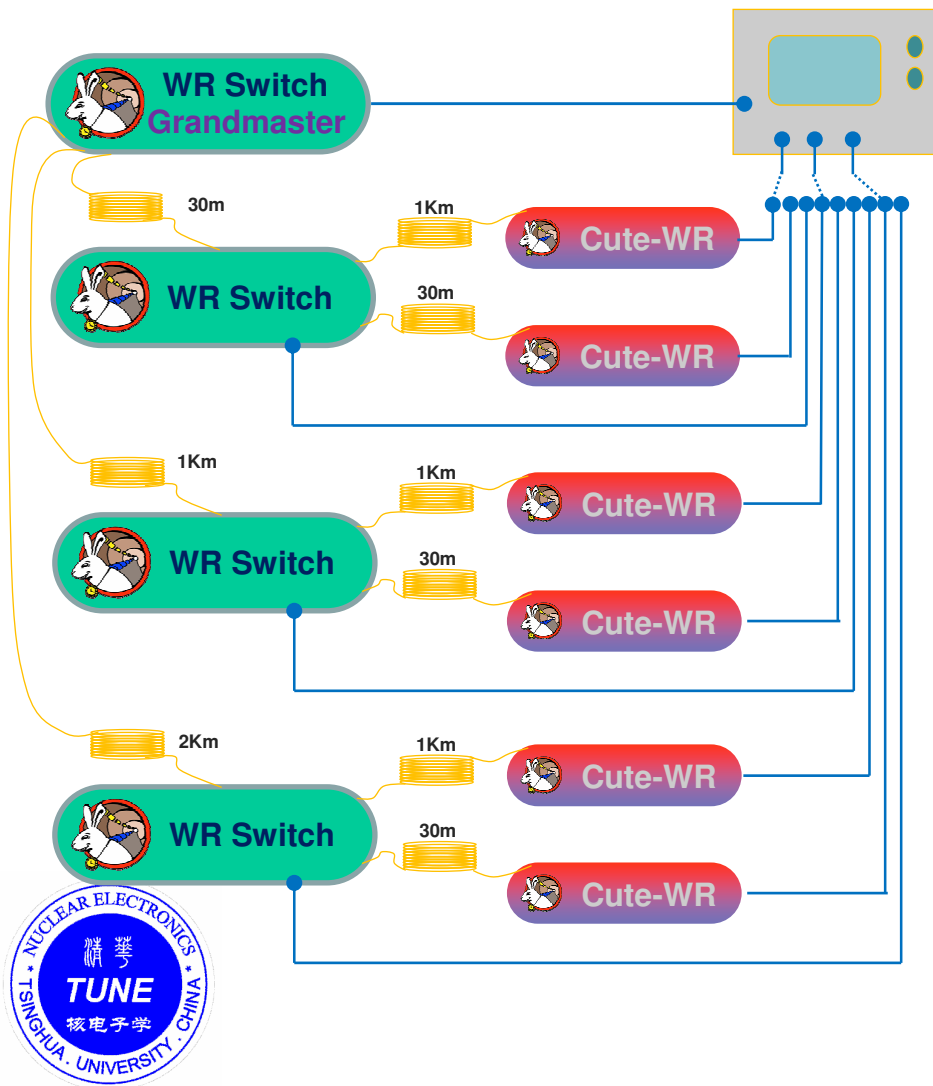 WR Switch
Grandmaster
30m
1Km
Cute-WR
WR Switch
30m
Cute-WR
1Km
1Km
Cute-WR
WR Switch
30m
Cute-WR
2Km
1Km
Cute-WR
WR Switch
30m
Cute-WR
NUCLEAR ELECTRONICS
清华
TUNE
核电子学
TSINGHUA . UNIVERSITY . CHINA